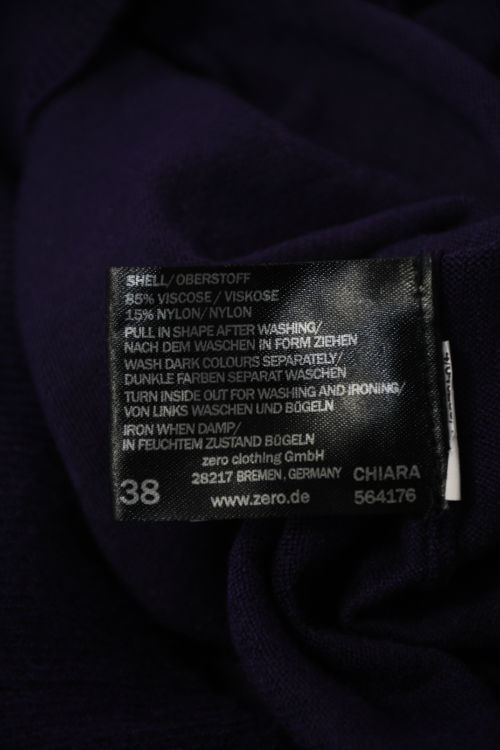 SHELL/OBERSTOFF
85% VISCOSE / VISKOSE
15% NYLON/NYLON
PULL IN SHAPE AFTER WASHING/
NACH DEM WASCHEN IN FORM ZIEHEN
WASH DARK COLOURS SEPARATELY/
DUNKLE FARBEN SEPARAT WASCHEN
TURN INSIDE OUT FOR WASHING AND IRONING/
VON LINKS WASCHEN UND BÜGELN
IRON WHEN DAMP/
IN FEUCHTEM ZUSTAND BÜGELN
zero clothing GmbH
28217 BREMEN, GERMANY CHIARA
38 www.zero.de 564176